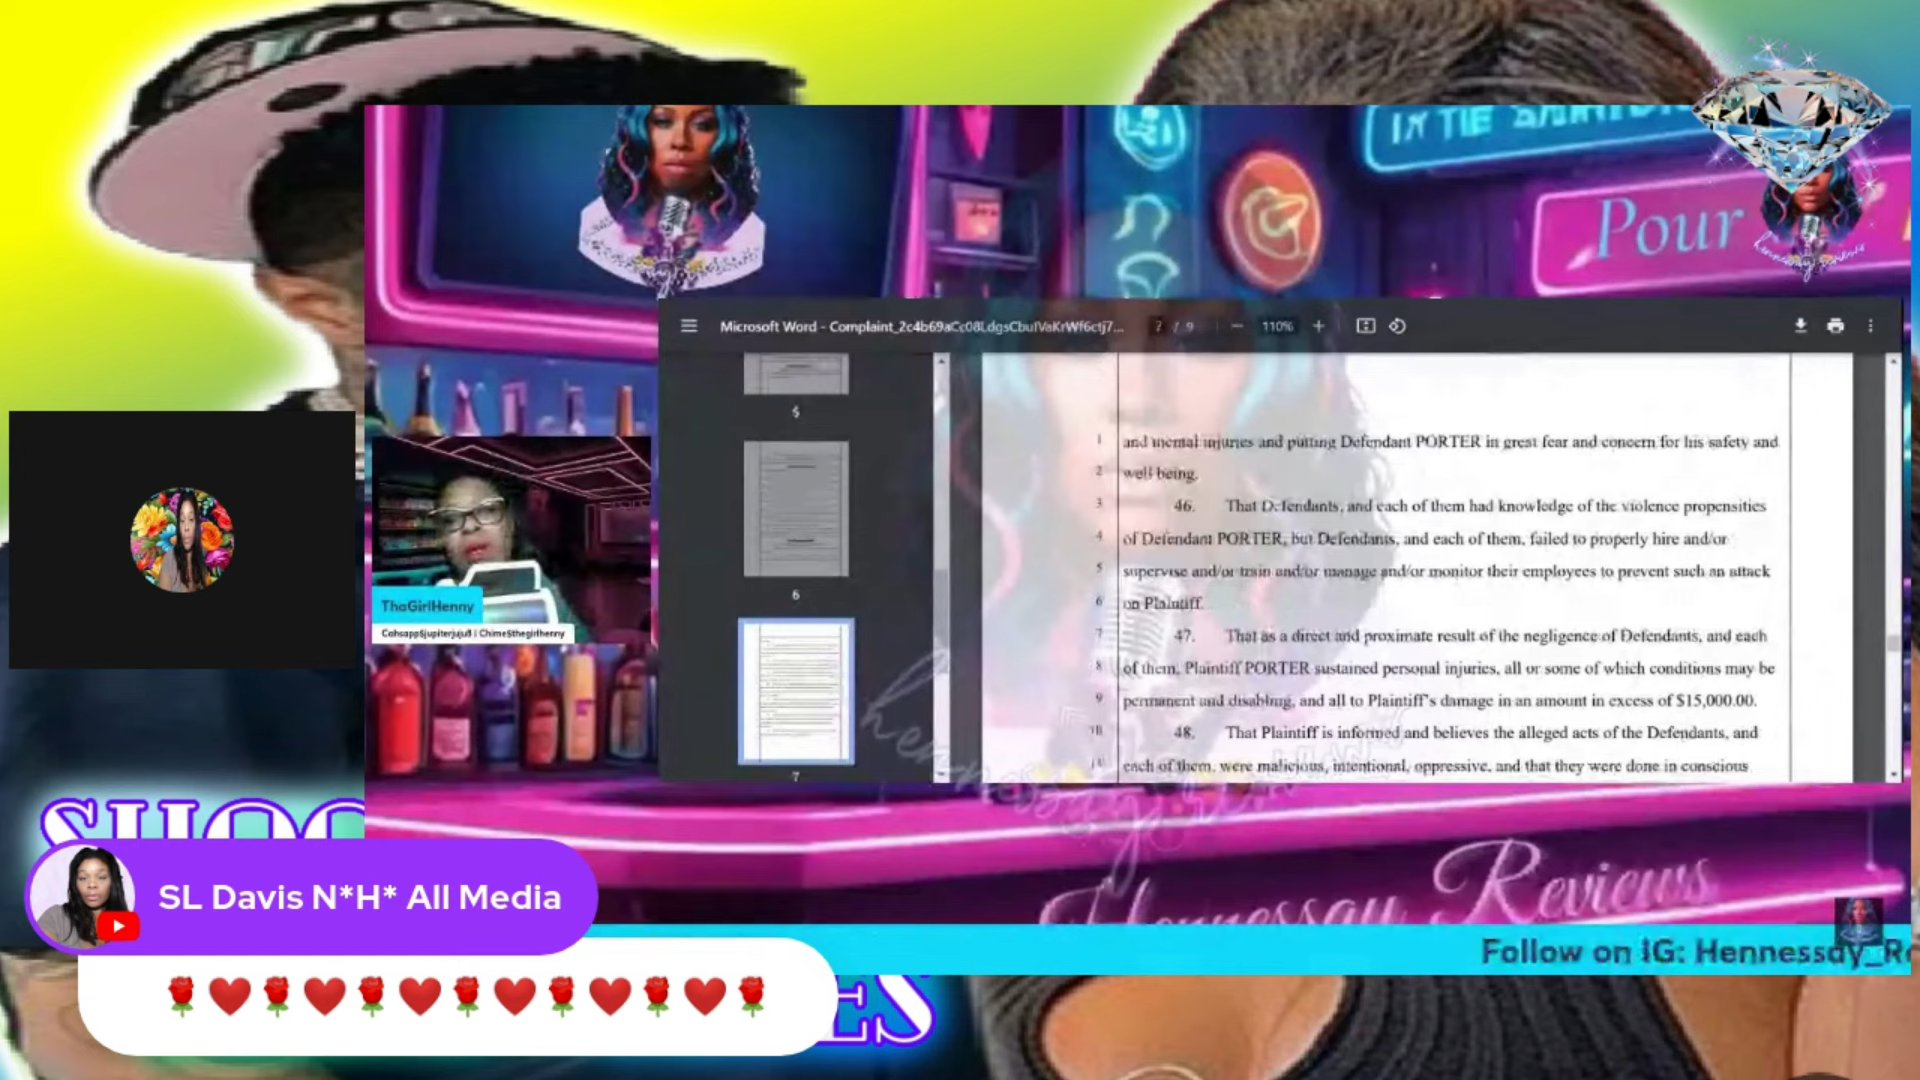 Pour
Microsoft Word - Complaint_2c4b69aCc08LdgsCbuIVaKrWf6ctj7...
7 / 9
110%
5
6
7
1 and mental injuries and putting Defendant PORTER in great fear and concern for his safety and
2 well being.
3 46. That Defendants, and each of them had knowledge of the violence propensities
4 of Defendant PORTER, but Defendants, and each of them, failed to properly hire and/or
5 supervise and/or train and/or manage and/or monitor their employees to prevent such an attack
6 on Plaintiff.
7 47. That as a direct and proximate result of the negligence of Defendants, and each
8 of them, Plaintiff PORTER sustained personal injuries, all or some of which conditions may be
9 permanent and disabling, and all to Plaintiff's damage in an amount in excess of $15,000.00.
10 48. That Plaintiff is informed and believes the alleged acts of the Defendants, and
11 each of them, were malicious, intentional, oppressive, and that they were done in conscious
ThaGirlHenny
Cahsapp$jupiterjuju8 | Chime$thegirlhenny
Hennessay Reviews
Follow on IG: Hennessay_Re
SL Davis N*H* All Media
🌹❤️🌹❤️🌹❤️🌹❤️🌹❤️🌹❤️🌹